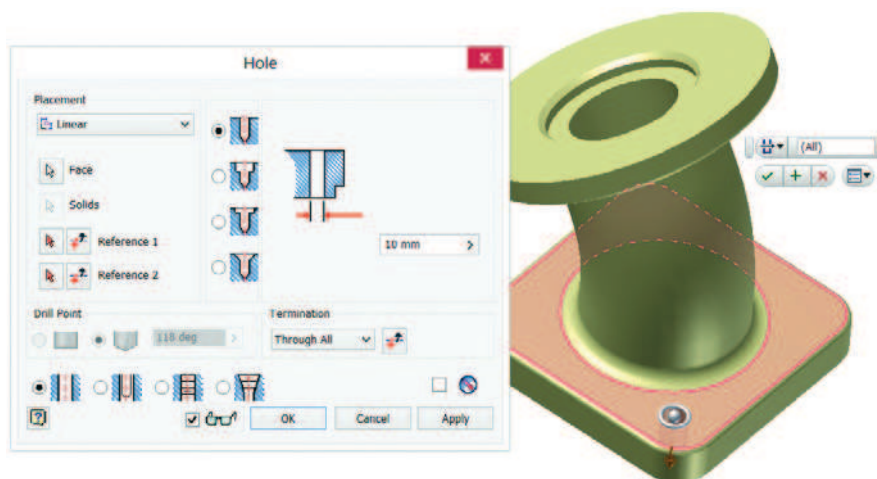 Hole
Placement
Linear
Face
Solids
Reference 1
Reference 2
10 mm
(All)
Drill Point
118 deg
Termination
Through All
OK
Cancel
Apply